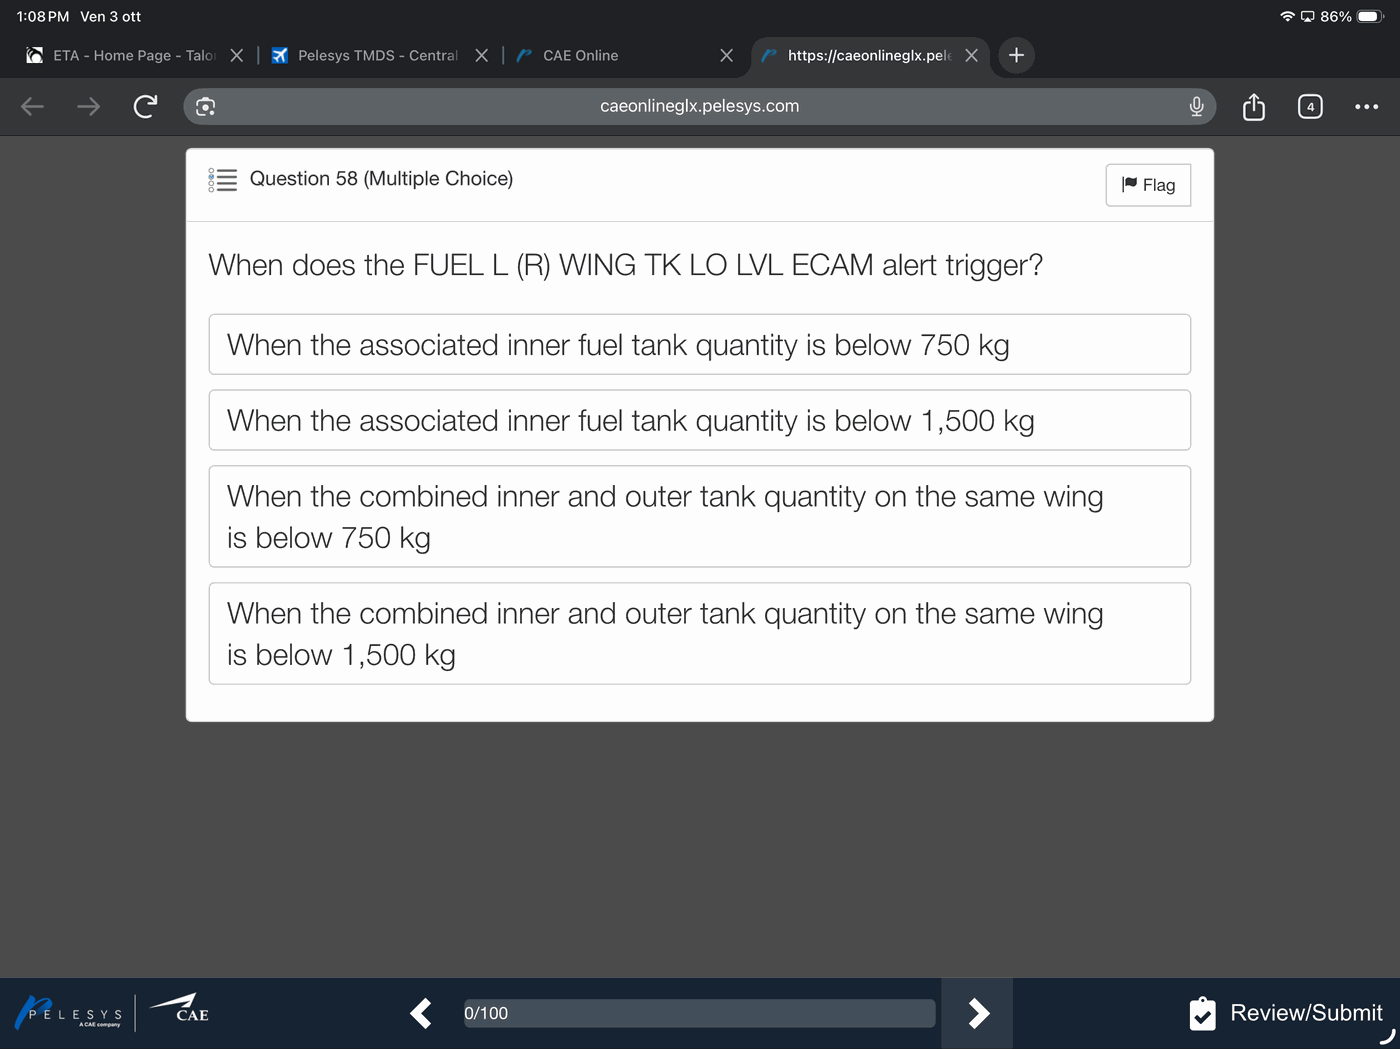 1:08 PM Ven 3 ott
86%
ETA - Home Page - Talo
Pelesys TMDS - Central
CAE Online
https://caeonlineglx.pele
caeonlineglx.pelesys.com
4
Question 58 (Multiple Choice)
Flag
When does the FUEL L (R) WING TK LO LVL ECAM alert trigger?
When the associated inner fuel tank quantity is below 750 kg
When the associated inner fuel tank quantity is below 1,500 kg
When the combined inner and outer tank quantity on the same wing
is below 750 kg
When the combined inner and outer tank quantity on the same wing
is below 1,500 kg
PELESYS
A CAE company
CAE
0/100
Review/Submit